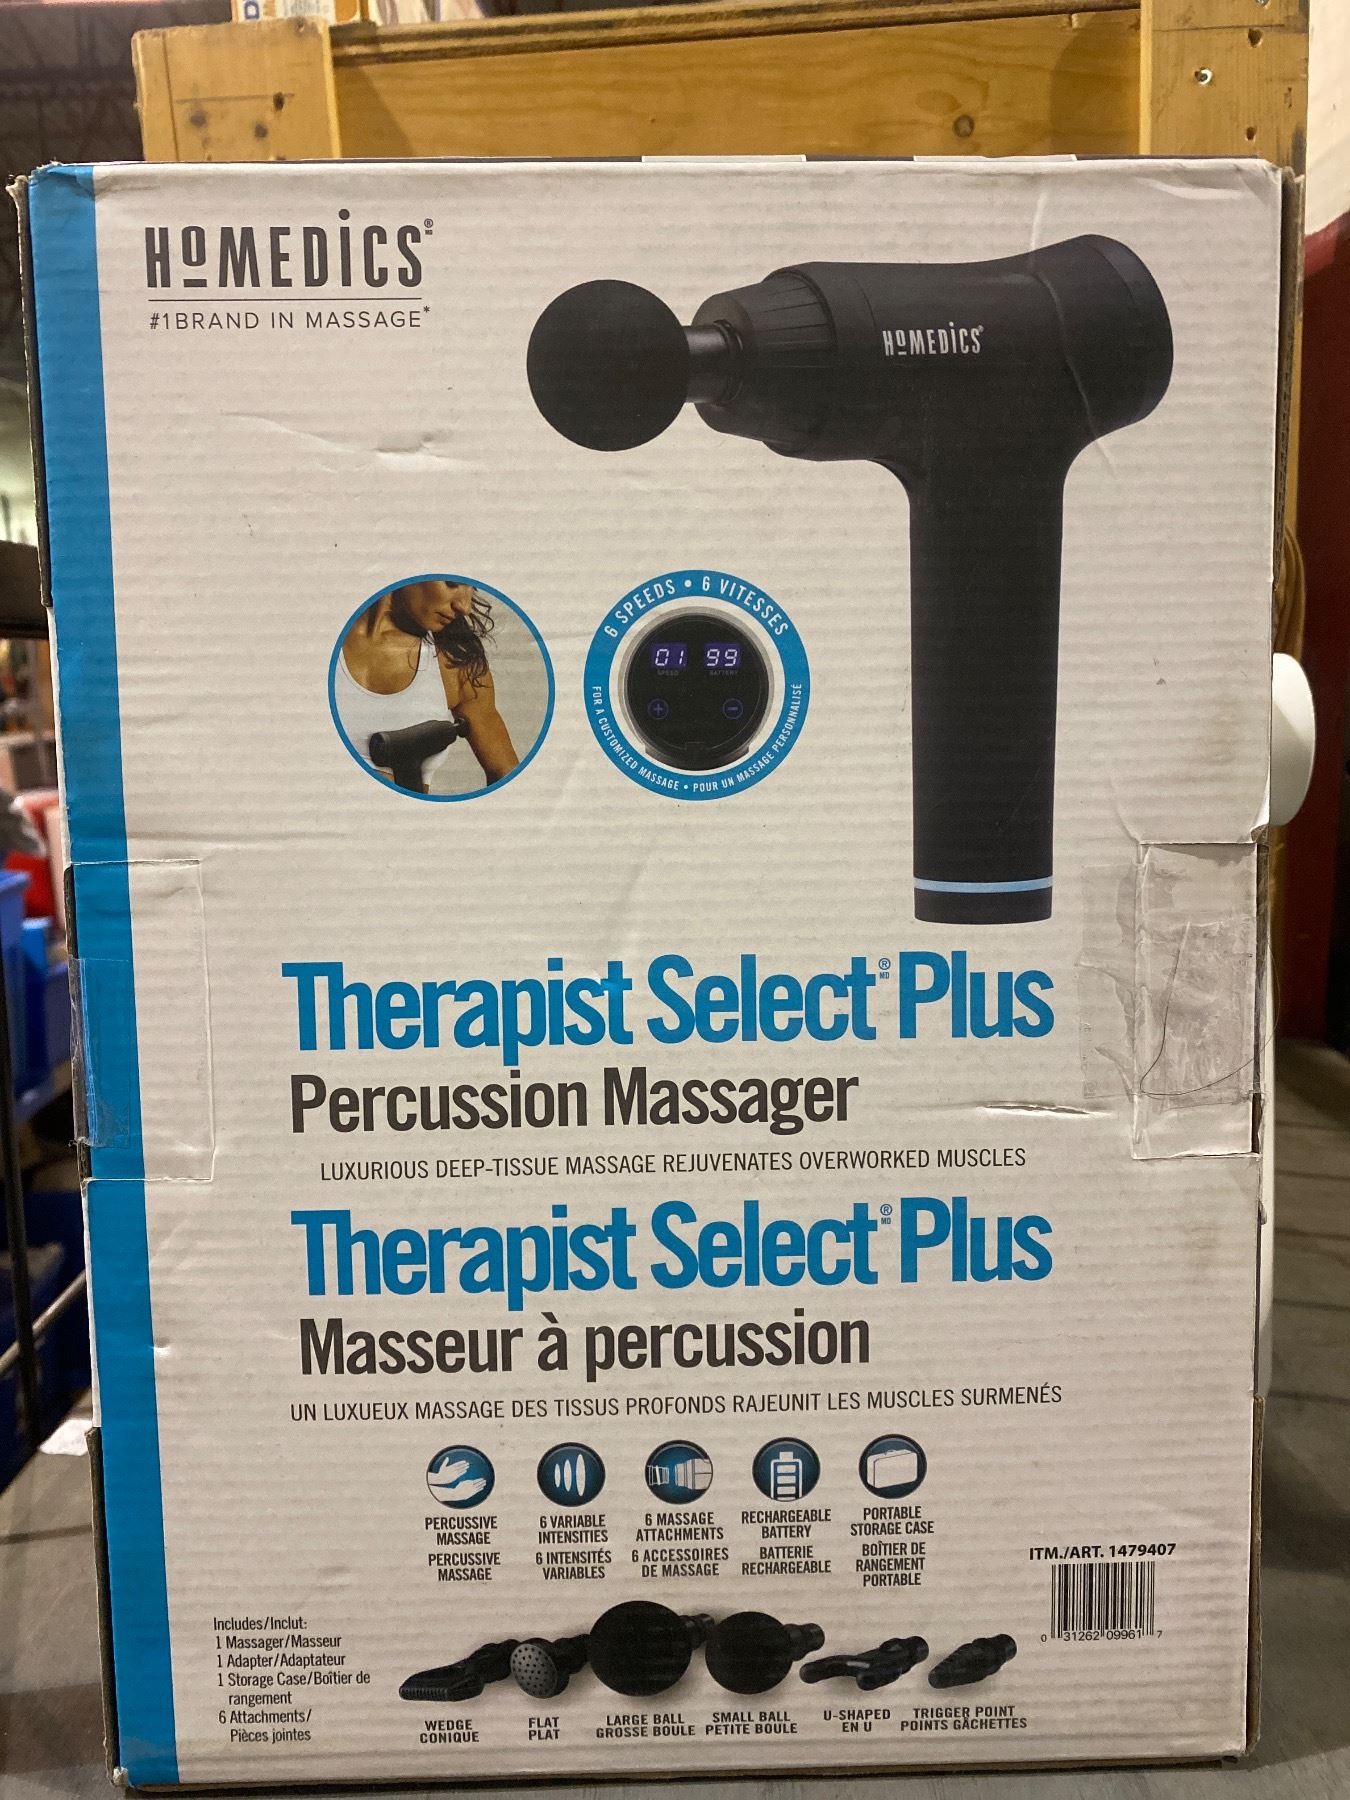 HOMEDICS®
MD
#1 BRAND IN MASSAGE*
HOMEDICS®
6 SPEEDS • 6 VITESSES
01 99
SPEED BATTERY
+ −
FOR A CUSTOMIZED MASSAGE • POUR UN MASSAGE PERSONNALISÉ
Therapist Select® Plus
MD
Percussion Massager
LUXURIOUS DEEP-TISSUE MASSAGE REJUVENATES OVERWORKED MUSCLES
Therapist Select® Plus
MD
Masseur à percussion
UN LUXUEUX MASSAGE DES TISSUS PROFONDS RAJEUNIT LES MUSCLES SURMENÉS
PERCUSSIVE
MASSAGE
PERCUSSIVE
MASSAGE
6 VARIABLE
INTENSITIES
6 INTENSITÉS
VARIABLES
6 MASSAGE
ATTACHMENTS
6 ACCESSOIRES
DE MASSAGE
RECHARGEABLE
BATTERY
BATTERIE
RECHARGEABLE
PORTABLE
STORAGE CASE
BOÎTIER DE
RANGEMENT
PORTABLE
ITM./ART. 1479407
0 31262 09961 7
Includes/Inclut:
1 Massager/Masseur
1 Adapter/Adaptateur
1 Storage Case/Boîtier de
rangement
6 Attachments/
Pièces jointes
WEDGE
CONIQUE
FLAT
PLAT
LARGE BALL
GROSSE BOULE
SMALL BALL
PETITE BOULE
U-SHAPED
EN U
TRIGGER POINT
POINTS GÂCHETTES